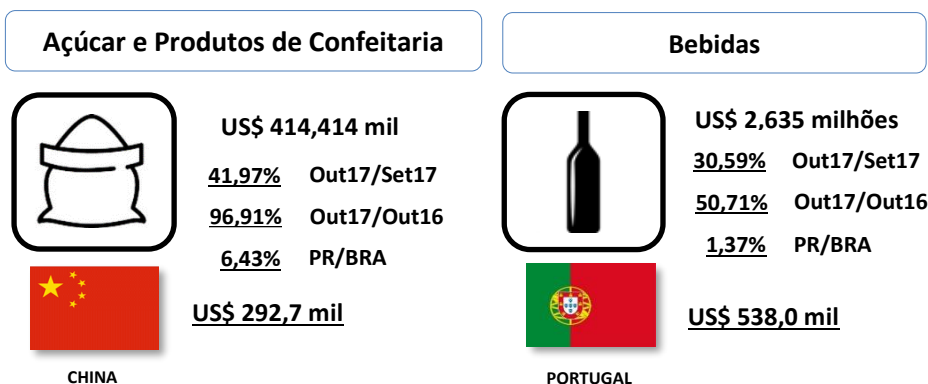 Açúcar e Produtos de Confeitaria
US$ 414,414 mil
41,97% Out17/Set17
96,91% Out17/Out16
6,43% PR/BRA
US$ 292,7 mil
CHINA
Bebidas
US$ 2,635 milhões
30,59% Out17/Set17
50,71% Out17/Out16
1,37% PR/BRA
US$ 538,0 mil
PORTUGAL